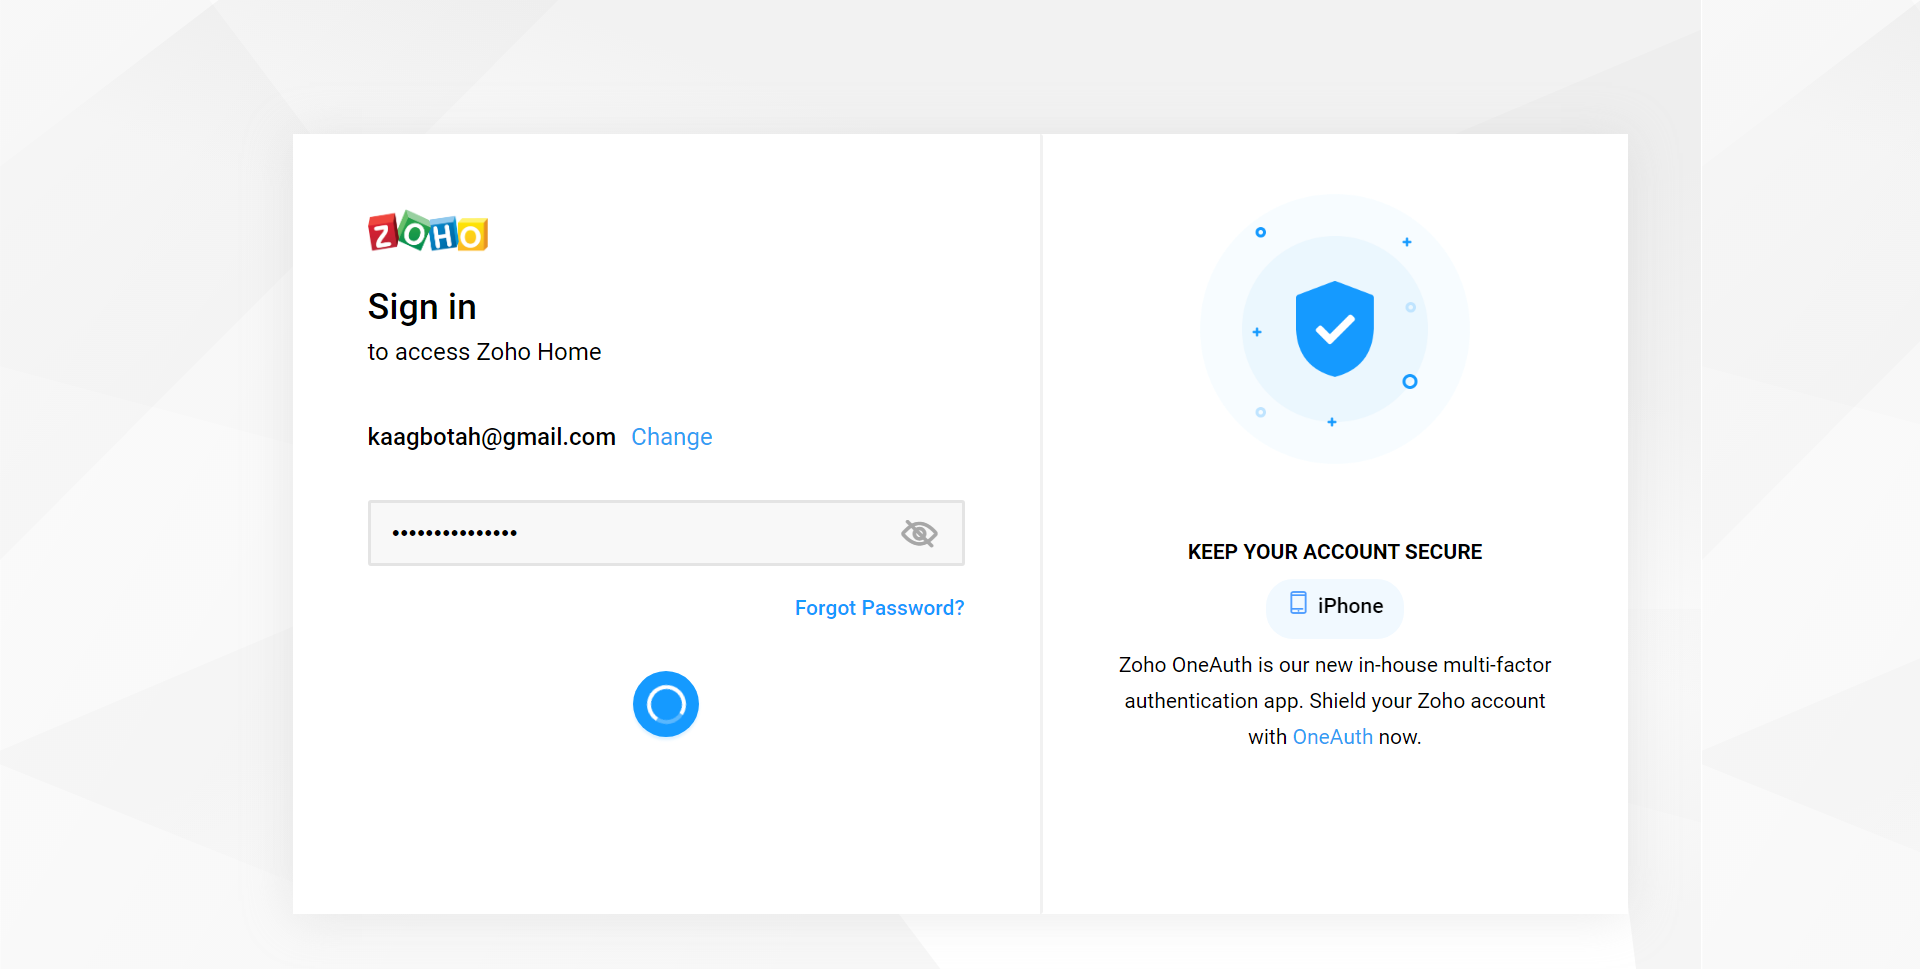 ZOHO
Sign in
to access Zoho Home
kaagbotah@gmail.com Change
•••••••••••••••
Forgot Password?
KEEP YOUR ACCOUNT SECURE
iPhone
Zoho OneAuth is our new in-house multi-factor
authentication app. Shield your Zoho account
with OneAuth now.